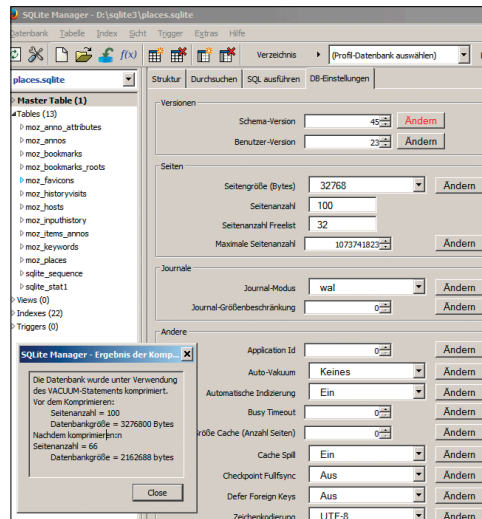 SQLite Manager - D:\sqlite3\places.sqlite
Datenbank Tabelle Index Sicht Trigger Extras Hilfe
f(x) Verzeichnis (Profil-Datenbank auswählen)
places.sqlite
Struktur Durchsuchen SQL ausführen DB-Einstellungen
Master Table (1)
Tables (13)
moz_anno_attributes
moz_annos
moz_bookmarks
moz_bookmarks_roots
moz_favicons
moz_historyvisits
moz_hosts
moz_inputhistory
moz_items_annos
moz_keywords
moz_places
sqlite_sequence
sqlite_stat1
Views (0)
Indexes (22)
Triggers (0)
Versionen
Schema-Version 45 Ändern
Benutzer-Version 23 Ändern
Seiten
Seitengröße (Bytes) 32768 Ändern
Seitenanzahl 100
Seitenanzahl Freelist 32
Maximale Seitenanzahl 1073741823 Ändern
Journale
Journal-Modus wal Ändern
Journal-Größenbeschränkung 0 Ändern
Andere
Application Id 0 Ändern
Auto-Vakuum Keines Ändern
Automatische Indizierung Ein Ändern
Busy Timeout 0 Ändern
Größe Cache (Anzahl Seiten) 0 Ändern
Cache Spill Ein Ändern
Checkpoint Fullfsync Aus Ändern
Defer Foreign Keys Aus Ändern
Zeichenkodierung UTF-8 Ändern
SQLite Manager - Ergebnis der Komp...
Die Datenbank wurde unter Verwendung
des VACUUM-Statements komprimiert.
Vor dem Komprimieren:
Seitenanzahl = 100
Datenbankgröße = 3276800 Bytes
Nachdem komprimieren:n
Seitenanzahl = 66
Datenbankgröße = 2162688 bytes
Close